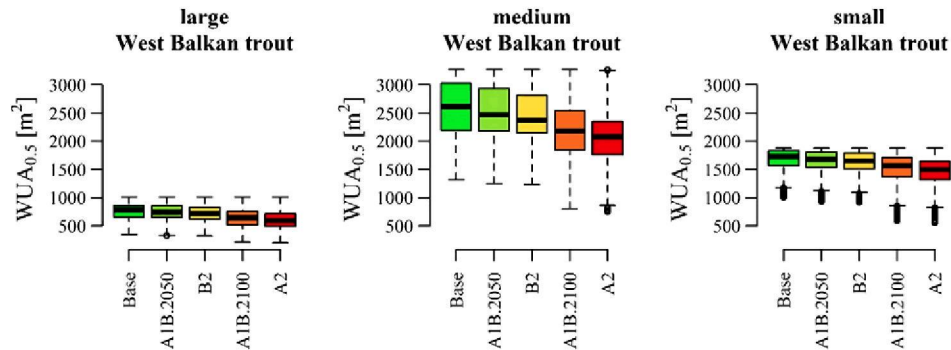 large
West Balkan trout
WUA0.5 [m2]
3000
2500
2000
1500
1000
500
Base
A1B.2050
B2
A1B.2100
A2
medium
West Balkan trout
WUA0.5 [m2]
3000
2500
2000
1500
1000
500
Base
A1B.2050
B2
A1B.2100
A2
small
West Balkan trout
WUA0.5 [m2]
3000
2500
2000
1500
1000
500
Base
A1B.2050
B2
A1B.2100
A2